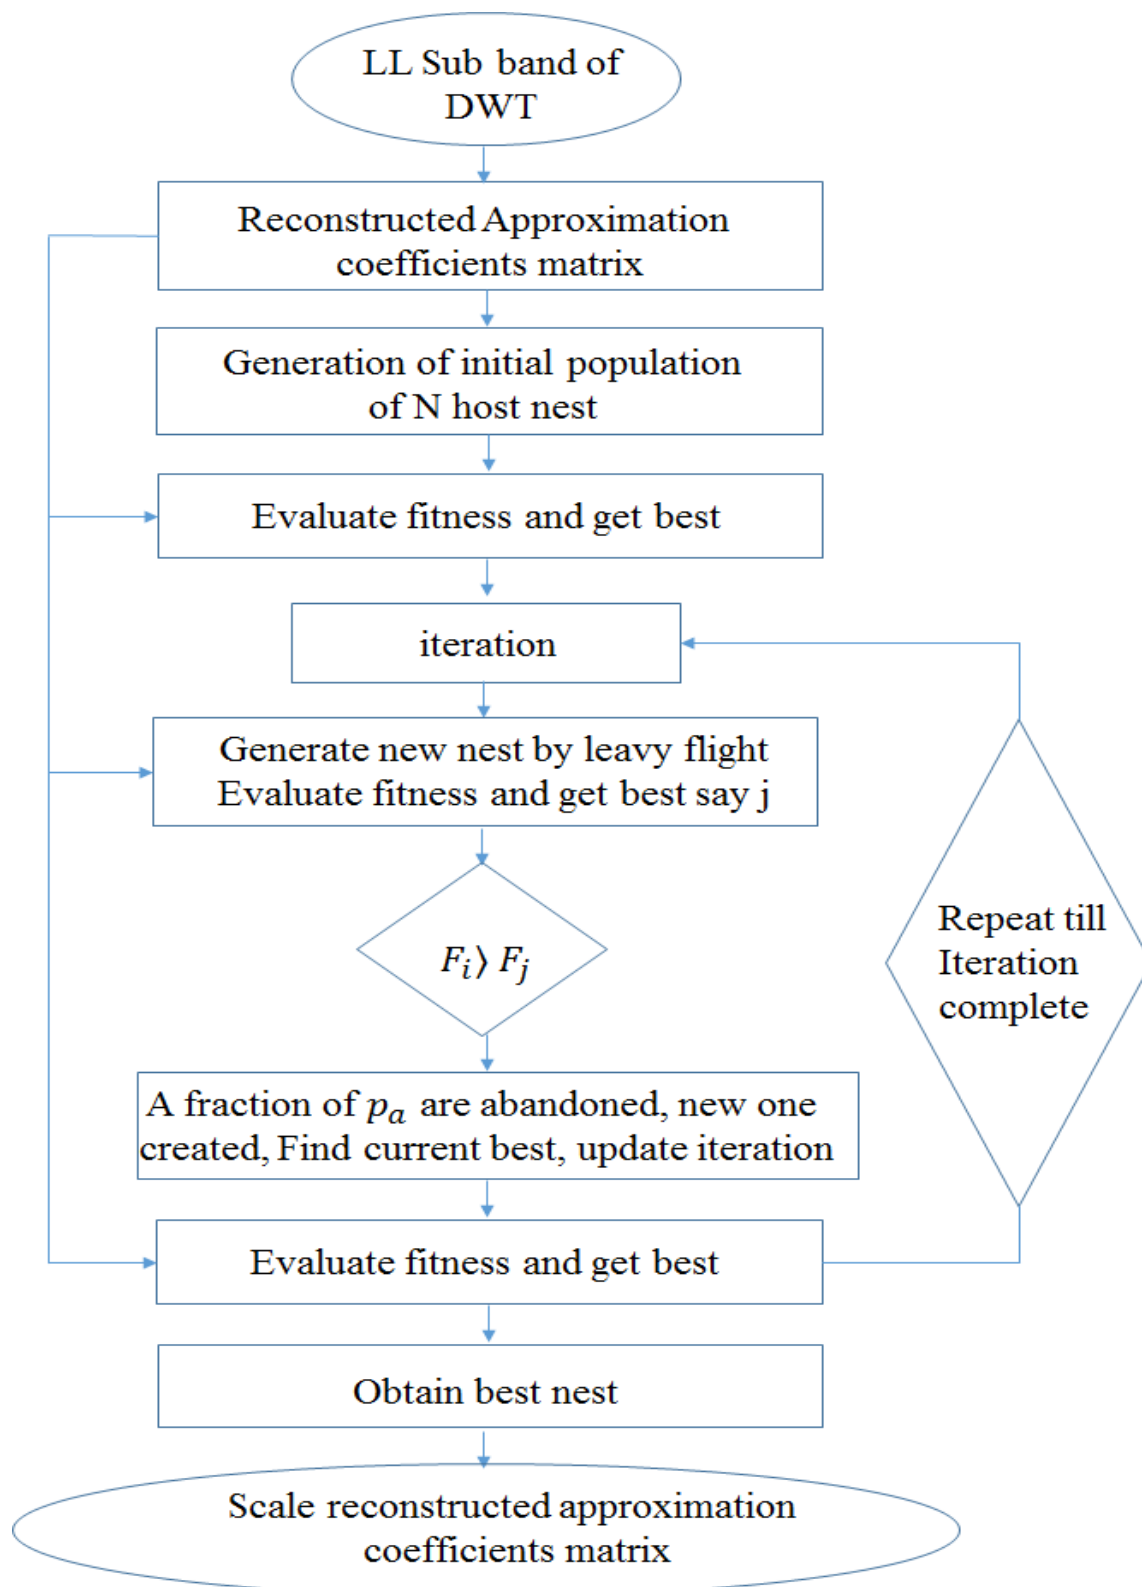 LL Sub band of
DWT
Reconstructed Approximation
coefficients matrix
Generation of initial population
of N host nest
Evaluate fitness and get best
iteration
Generate new nest by leavy flight
Evaluate fitness and get best say j
F_i⟩ F_j
Repeat till
Iteration
complete
A fraction of p_a are abandoned, new one
created, Find current best, update iteration
Evaluate fitness and get best
Obtain best nest
Scale reconstructed approximation
coefficients matrix